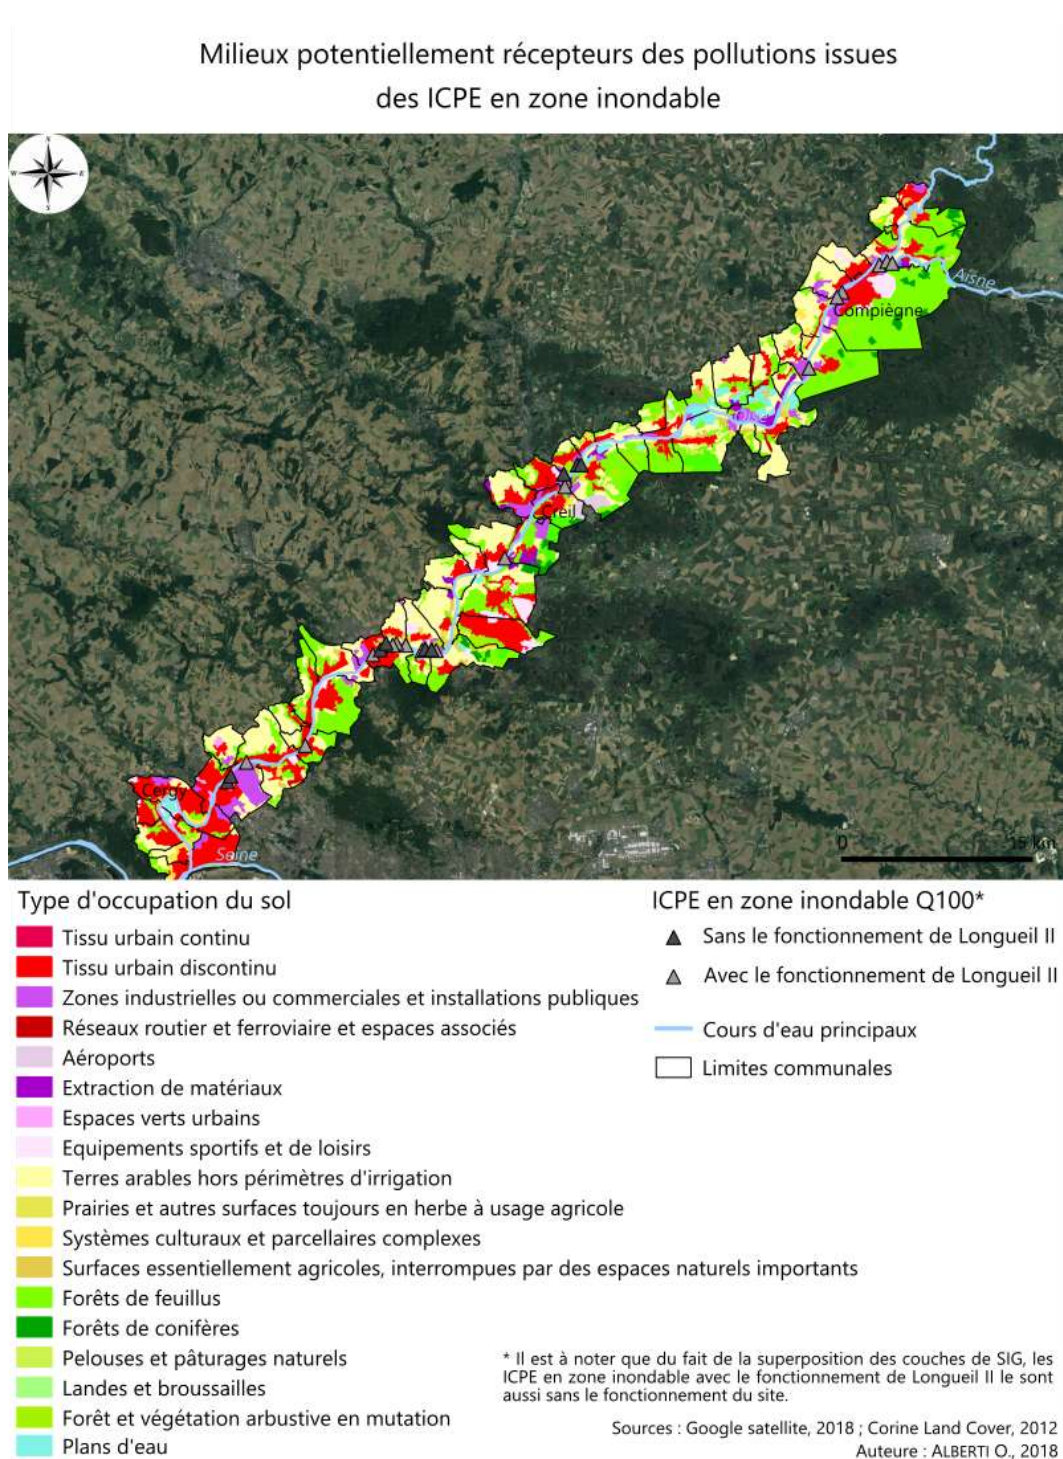 Milieux potentiellement récepteurs des pollutions issues
des ICPE en zone inondable
N
W
S
Aisne
Compiègne
Creil
Cergy
Seine
0
15 km
Type d'occupation du sol
Tissu urbain continu
Tissu urbain discontinu
Zones industrielles ou commerciales et installations publiques
Réseaux routier et ferroviaire et espaces associés
Aéroports
Extraction de matériaux
Espaces verts urbains
Equipements sportifs et de loisirs
Terres arables hors périmètres d'irrigation
Prairies et autres surfaces toujours en herbe à usage agricole
Systèmes culturaux et parcellaires complexes
Surfaces essentiellement agricoles, interrompues par des espaces naturels importants
Forêts de feuillus
Forêts de conifères
Pelouses et pâturages naturels
Landes et broussailles
Forêt et végétation arbustive en mutation
Plans d'eau
ICPE en zone inondable Q100*
Sans le fonctionnement de Longueil II
Avec le fonctionnement de Longueil II
Cours d'eau principaux
Limites communales
* Il est à noter que du fait de la superposition des couches de SIG, les
ICPE en zone inondable avec le fonctionnement de Longueil II le sont
aussi sans le fonctionnement du site.
Sources : Google satellite, 2018 ; Corine Land Cover, 2012
Auteure : ALBERTI O., 2018